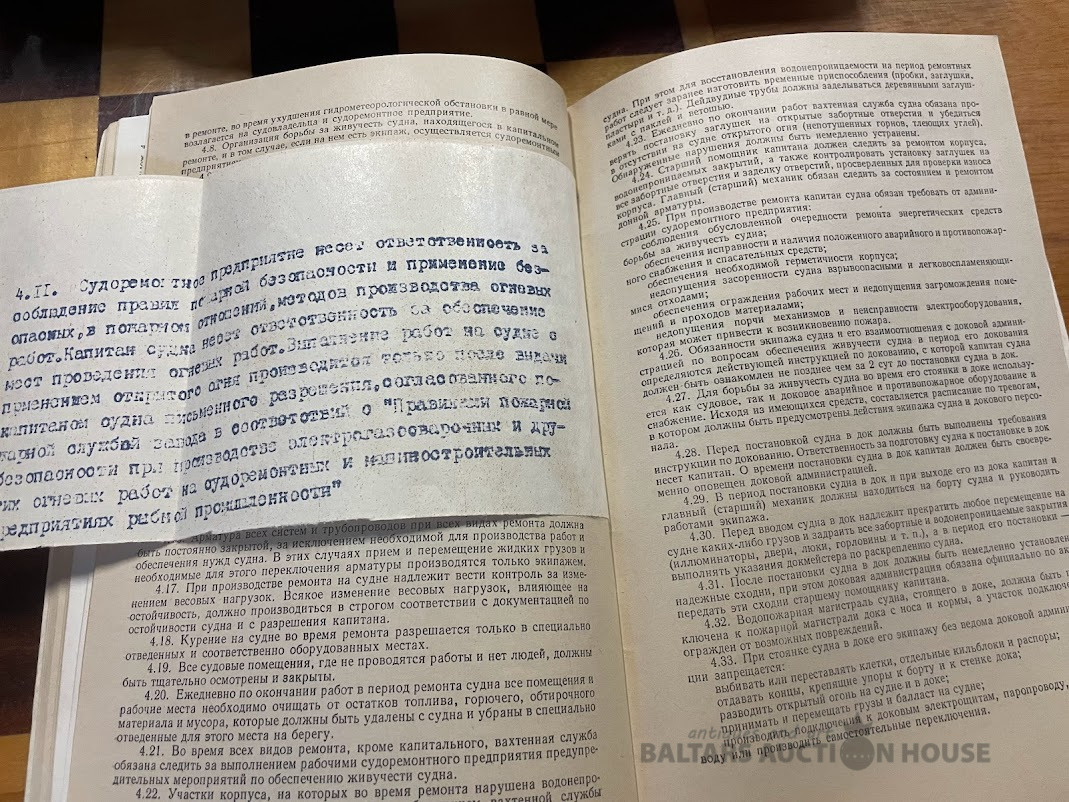 в ремонте, во время ухудшения гидрометеорологической обстановки в равной мере
возлагается на судовладельца и судоремонтное предприятие.
4.8. Организация борьбы за живучесть судна, находящегося в капитальном
ремонте, и в том случае, если на нем есть экипаж, осуществляется судоремонтным
4.II. Судоремонтное предприятие несет ответственность за
соблюдение правил пожарной безопасности и применение без-
опасных, в пожарном отношений, методов производства огневых
работ. Капитан судна несет ответственность за обеспечение
мест проведения огневых работ. Выполнение работ на судне с
применением открытого огня производится только после выдачи
капитаном судна письменного разрешения, согласованного по-
жарной службой завода в соответствий с "Правилами пожарной
безопасности при производстве электрогазосварочных и дру-
гих огневых работ на судоремонтных и машиностроительных
предприятиях рыбной промышленности"
Арматура всех систем и трубопроводов при всех видах ремонта должна
быть постоянно закрытой, за исключением необходимой для производства работ и
обеспечения нужд судна. В этих случаях прием и перемещение жидких грузов и
необходимые для этого переключения арматуры производятся только экипажем.
4.17. При производстве ремонта на судне надлежит вести контроль за изме-
нением весовых нагрузок. Всякое изменение весовых нагрузок, влияющее на
остойчивость, должно производиться в строгом соответствии с документацией по
остойчивости судна и с разрешения капитана.
4.18. Курение на судне во время ремонта разрешается только в специально
отведенных и соответственно оборудованных местах.
4.19. Все судовые помещения, где не проводятся работы и нет людей, должны
быть тщательно осмотрены и закрыты.
4.20. Ежедневно по окончании работ в период ремонта судна все помещения и
рабочие места необходимо очищать от остатков топлива, горючего, обтирочного
материала и мусора, которые должны быть удалены с судна и убраны в специально
отведенные для этого места на берегу.
4.21. Во время всех видов ремонта, кроме капитального, вахтенная служба
обязана следить за выполнением рабочими судоремонтного предприятия предупре-
дительных мероприятий по обеспечению живучести судна.
4.22. Участки корпуса, на которых во время ремонта нарушена водонепро-
вахтенной службы
судна. При этом для восстановления водонепроницаемости на период ремонтных
работ следует заранее изготовить временные приспособления (пробки, заглушки,
пластыри и т. д.). Дейдвудные трубы должны заделываться деревянными заглуш-
ками с паклей и ветошью.
4.23. Ежедневно по окончании работ вахтенная служба судна обязана про-
верять постановку заглушек на открытые забортные отверстия и убедиться
в отсутствии на судне открытого огня (непотушенных горнов, тлеющих углей).
Обнаруженные нарушения должны быть немедленно устранены.
4.24. Старший помощник капитана должен следить за ремонтом корпуса,
водонепроницаемых закрытий, а также контролировать установку заглушек на
все забортные отверстия и заделку отверстий, просверленных для проверки износа
корпуса. Главный (старший) механик обязан следить за состоянием и ремонтом
донной арматуры.
4.25. При производстве ремонта капитан судна обязан требовать от админи-
страции судоремонтного предприятия:
соблюдения обусловленной очередности ремонта энергетических средств
борьбы за живучесть судна;
обеспечения исправности и наличия положенного аварийного и противопожар-
ного снабжения и спасательных средств;
обеспечения необходимой герметичности корпуса;
недопущения засоренности судна взрывоопасными и легковоспламеняющи-
мися отходами;
обеспечения ограждения рабочих мест и недопущения загромождения поме-
щений и проходов материалами;
недопущения порчи механизмов и неисправности электрооборудования,
которая может привести к возникновению пожара.
4.26. Обязанности экипажа судна и его взаимоотношения с доковой админи-
страцией по вопросам обеспечения живучести судна в период его докования
определяются действующей инструкцией по докованию, с которой капитан судна
должен быть ознакомлен не позднее чем за 2 сут до постановки судна в док.
4.27. Для борьбы за живучесть судна во время его стоянки в доке использу-
ется как судовое, так и доковое аварийное и противопожарное оборудование и
снабжение. Исходя из имеющихся средств, составляется расписание по тревогам,
в котором должны быть предусмотрены действия экипажа судна и докового персо-
нала.
4.28. Перед постановкой судна в док должны быть выполнены требования
инструкции по докованию. Ответственность за подготовку судна к постановке в док
несет капитан. О времени постановки судна в док капитан должен быть своевре-
менно оповещен доковой администрацией.
4.29. В период постановки судна в док и при выходе его из дока капитан и
главный (старший) механик должны находиться на борту судна и руководить
работами экипажа.
4.30. Перед вводом судна в док надлежит прекратить любое перемещение на
судне каких-либо грузов и задраить все забортные и водонепроницаемые закрытия
(иллюминаторы, двери, люки, горловины и т. п.), а в период его постановки —
выполнять указания докмейстера по раскреплению судна.
4.31. После постановки судна в док должны быть немедленно установлены
надежные сходни, при этом доковая администрация обязана официально по ак
передать эти сходни старшему помощнику капитана.
4.32. Водопожарная магистраль судна, стоящего в доке, должна быть
ключена к пожарной магистрали дока с носа и кормы, а участок подключ
огражден от возможных повреждений.
4.33. При стоянке судна в доке его экипажу без ведома доковой админи
ции запрещается:
выбивать или переставлять клетки, отдельные кильблоки и распоры;
отдавать концы, крепящие упоры к борту и к стенке дока;
разводить открытый огонь на судне и в доке;
принимать и перемещать грузы и балласт на судне;
производить подключения к доковым электрощитам, паропроводу,
воду или производить самостоятельные переключения.
BALTARS AUCTION HOUSE